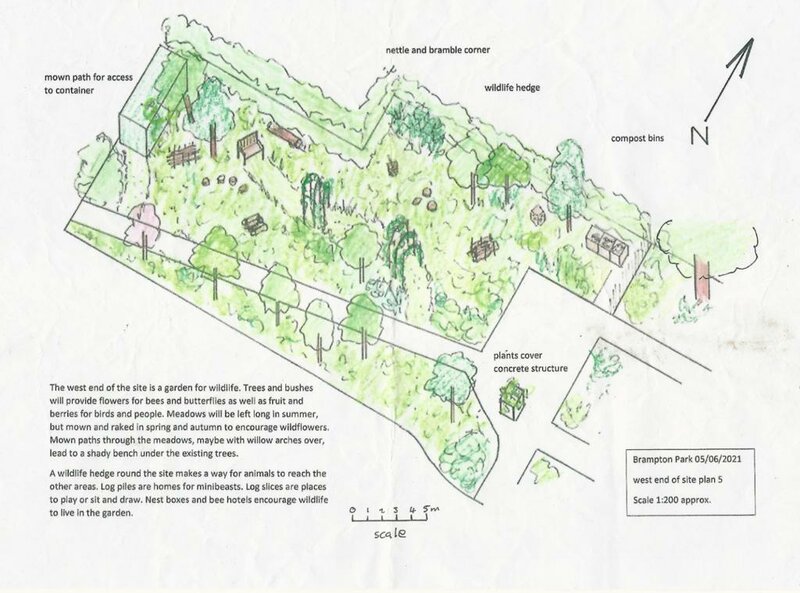 nettle and bramble corner
mown path for access
to container
wildlife hedge
compost bins
N
plants cover
concrete structure
The west end of the site is a garden for wildlife. Trees and bushes
will provide flowers for bees and butterflies as well as fruit and
berries for birds and people. Meadows will be left long in summer,
but mown and raked in spring and autumn to encourage wildflowers.
Mown paths through the meadows, maybe with willow arches over,
lead to a shady bench under the existing trees.
A wildlife hedge round the site makes a way for animals to reach the
other areas. Log piles are homes for minibeasts. Log slices are places
to play or sit and draw. Nest boxes and bee hotels encourage wildlife
to live in the garden.
0 1 2 3 4 5m
scale
Brampton Park 05/06/2021
west end of site plan 5
Scale 1:200 approx.